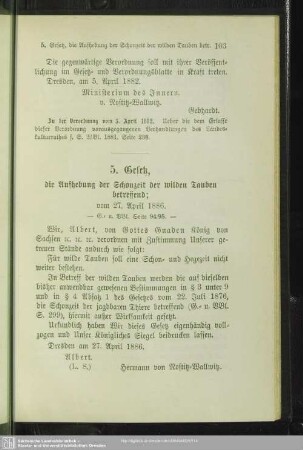 5. Gesetz, die Aufhebung der Schonzeit der wilden Tauben betr. 103
Die gegenwärtige Verordnung soll mit ihrer Veröffent-
lichung im Gesetz- und Verordnungsblatte in Kraft treten.
Dresden, am 5. April 1882.
Ministerium des Innern.
v. Nostitz-Wallwitz.
Gebhardt.
Zu der Verordnung vom 5. April 1882. Ueber die dem Erlasse
dieser Verordnung vorausgegangenen Verhandlungen des Landes-
5. Gesetz,
die Aufhebung der Schonzeit der wilden Tauben
betreffend;
vom 27. April 1886.
— G.- u. VBl. Seite 94/95. —
Wir, Albert, von Gottes Gnaden König von
Sachsen u. u. u. verordnen mit Zustimmung Unserer ge-
treuen Stände andurch wie folgt:
Für wilde Tauben soll eine Schon- und Hegezeit nicht
weiter bestehen.
In Betreff der wilden Tauben werden die auf dieselben
bisher anwendbar gewesenen Bestimmungen in § 3 unter 9
und in § 4 Absatz 1 des Gesetzes vom 22. Juli 1876,
die Schonzeit der jagdbaren Thiere betreffend (G.- u. VBl.
S. 299), hiermit außer Wirksamkeit gesetzt.
Urkundlich haben Wir dieses Gesetz eigenhändig voll-
zogen und Unser Königliches Siegel beidrucken lassen.
Dresden am 27. April 1886.
Albert.
(L. S.) Hermann von Nostitz-Wallwitz.